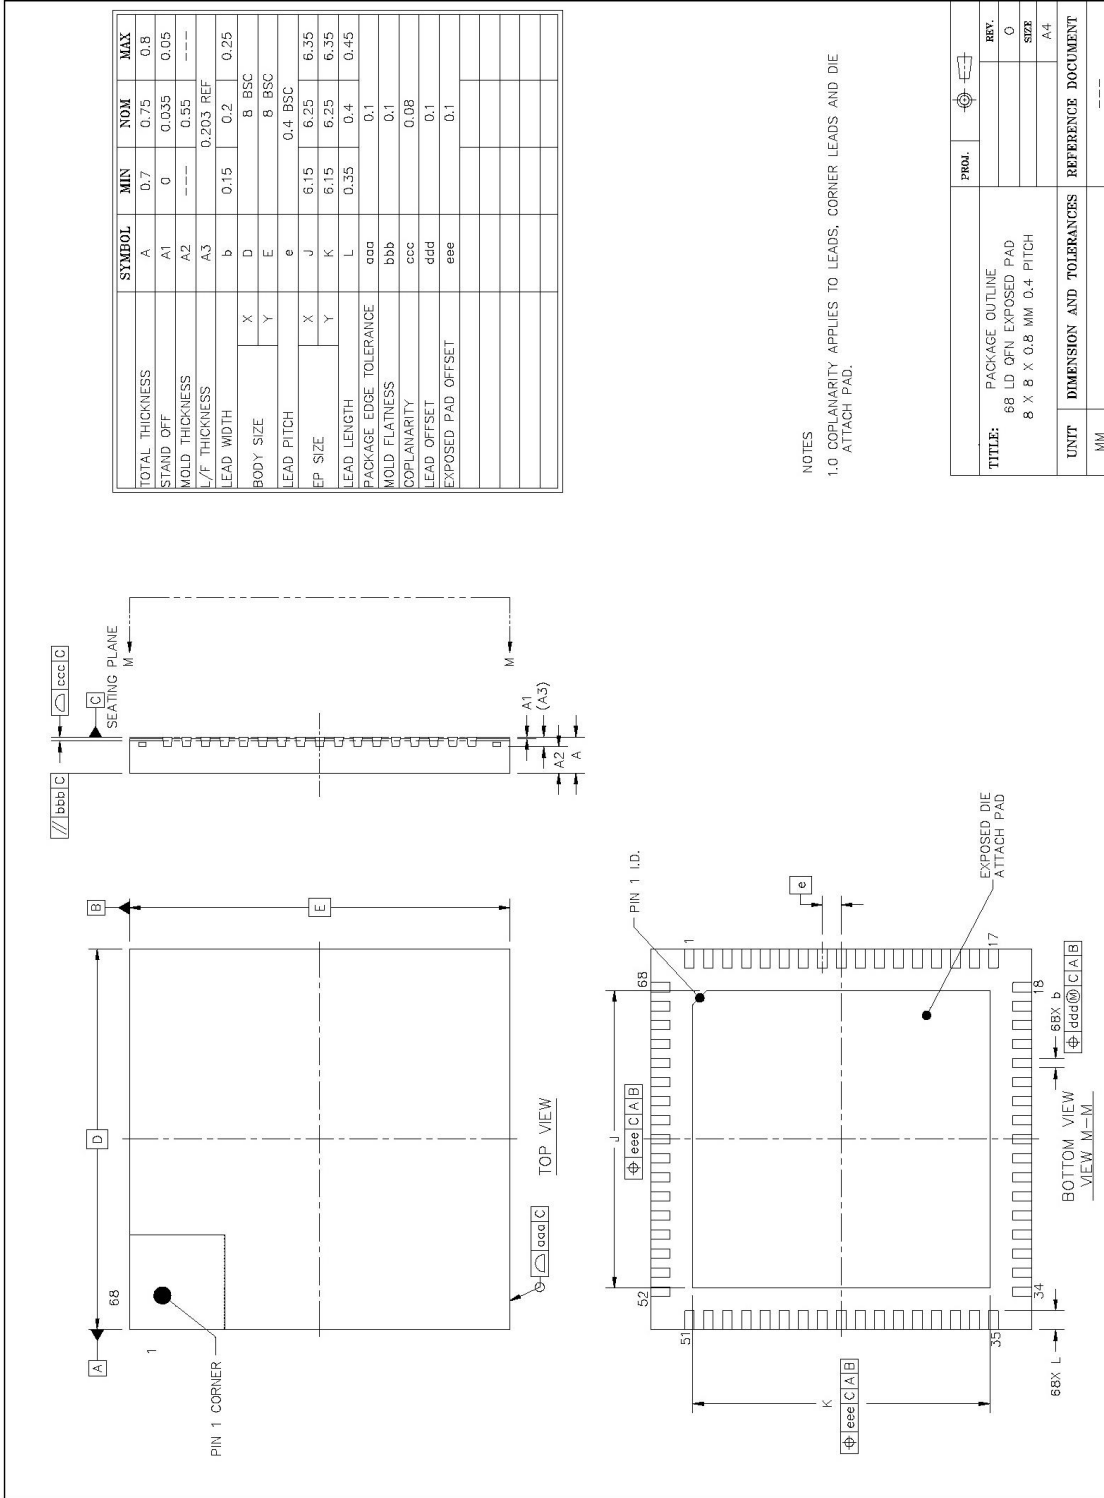 SYMBOL MIN NOM MAX
TOTAL THICKNESS A 0.7 0.75 0.8
STAND OFF A1 0 0.035 0.05
MOLD THICKNESS A2 --- 0.55 ---
L/F THICKNESS A3 0.203 REF
LEAD WIDTH b 0.15 0.2 0.25
BODY SIZE X D 8 BSC
Y E 8 BSC
LEAD PITCH e 0.4 BSC
EP SIZE X J 6.15 6.25 6.35
Y K 6.15 6.25 6.35
LEAD LENGTH L 0.35 0.4 0.45
PACKAGE EDGE TOLERANCE aaa 0.1
MOLD FLATNESS bbb 0.1
COPLANARITY ccc 0.08
LEAD OFFSET ddd 0.1
EXPOSED PAD OFFSET eee 0.1
// bbb C
⌓ ccc C
C
SEATING PLANE
M
M
A1
(A3)
A2
A
A
D
B
E
68
1
PIN 1 CORNER
TOP VIEW
⌓ aaa C
J
⌖ eee C A B
K
⌖ eee C A B
PIN 1 I.D.
e
EXPOSED DIE
ATTACH PAD
52
68
51
1
35
17
34
18
68X L
68X b
⌖ dddⓂ C A B
BOTTOM VIEW
VIEW M-M
NOTES
1.0 COPLANARITY APPLIES TO LEADS, CORNER LEADS AND DIE
ATTACH PAD.
PROJ.
TITLE: PACKAGE OUTLINE
68 LD QFN EXPOSED PAD
8 X 8 X 0.8 MM 0.4 PITCH
REV.
O
SIZE
A4
UNIT DIMENSION AND TOLERANCES REFERENCE DOCUMENT
MM ---